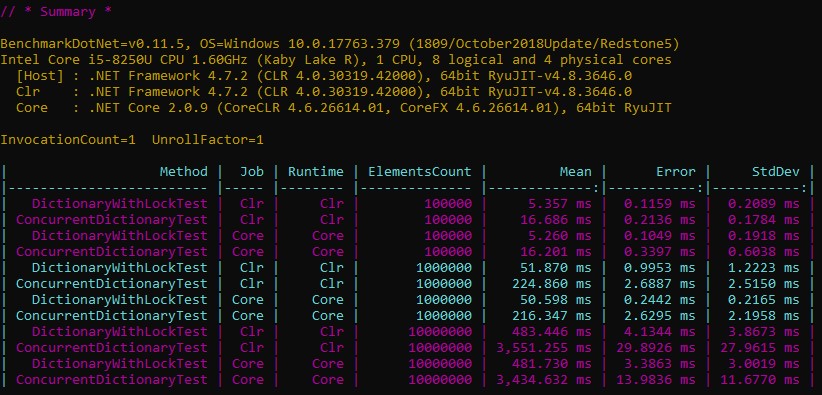 // * Summary *
BenchmarkDotNet=v0.11.5, OS=Windows 10.0.17763.379 (1809/October2018Update/Redstone5)
Intel Core i5-8250U CPU 1.60GHz (Kaby Lake R), 1 CPU, 8 logical and 4 physical cores
  [Host] : .NET Framework 4.7.2 (CLR 4.0.30319.42000), 64bit RyuJIT-v4.8.3646.0
  Clr    : .NET Framework 4.7.2 (CLR 4.0.30319.42000), 64bit RyuJIT-v4.8.3646.0
  Core   : .NET Core 2.0.9 (CoreCLR 4.6.26614.01, CoreFX 4.6.26614.01), 64bit RyuJIT
InvocationCount=1  UnrollFactor=1
|                   Method |  Job | Runtime | ElementsCount |         Mean |      Error |     StdDev |
|------------------------- |----- |-------- |-------------- |-------------:|-----------:|-----------:|
|   DictionaryWithLockTest |  Clr |     Clr |        100000 |     5.357 ms |  0.1159 ms |  0.2089 ms |
| ConcurrentDictionaryTest |  Clr |     Clr |        100000 |    16.686 ms |  0.2136 ms |  0.1784 ms |
|   DictionaryWithLockTest | Core |    Core |        100000 |     5.260 ms |  0.1049 ms |  0.1918 ms |
| ConcurrentDictionaryTest | Core |    Core |        100000 |    16.201 ms |  0.3397 ms |  0.6038 ms |
|   DictionaryWithLockTest |  Clr |     Clr |       1000000 |    51.870 ms |  0.9953 ms |  1.2223 ms |
| ConcurrentDictionaryTest |  Clr |     Clr |       1000000 |   224.860 ms |  2.6887 ms |  2.5150 ms |
|   DictionaryWithLockTest | Core |    Core |       1000000 |    50.598 ms |  0.2442 ms |  0.2165 ms |
| ConcurrentDictionaryTest | Core |    Core |       1000000 |   216.347 ms |  2.6295 ms |  2.1958 ms |
|   DictionaryWithLockTest |  Clr |     Clr |      10000000 |   483.446 ms |  4.1344 ms |  3.8673 ms |
| ConcurrentDictionaryTest |  Clr |     Clr |      10000000 | 3,551.255 ms | 29.8926 ms | 27.9615 ms |
|   DictionaryWithLockTest | Core |    Core |      10000000 |   481.730 ms |  3.3863 ms |  3.0019 ms |
| ConcurrentDictionaryTest | Core |    Core |      10000000 | 3,434.632 ms | 13.9836 ms | 11.6770 ms |